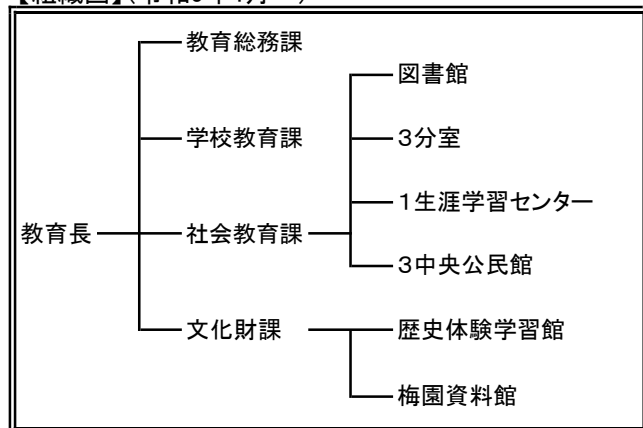 教育総務課
図書館
学校教育課
3分室
1生涯学習センター
教育長
社会教育課
3中央公民館
文化財課
歴史体験学習館
梅園資料館